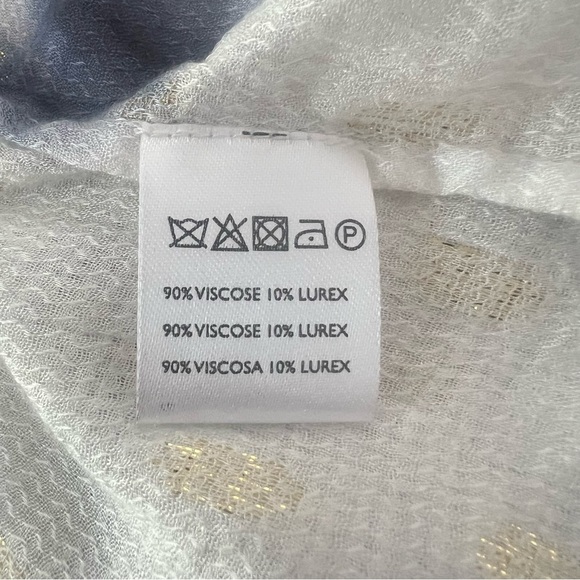 P
90% VISCOSE 10% LUREX
90% VISCOSE 10% LUREX
90% VISCOSA 10% LUREX